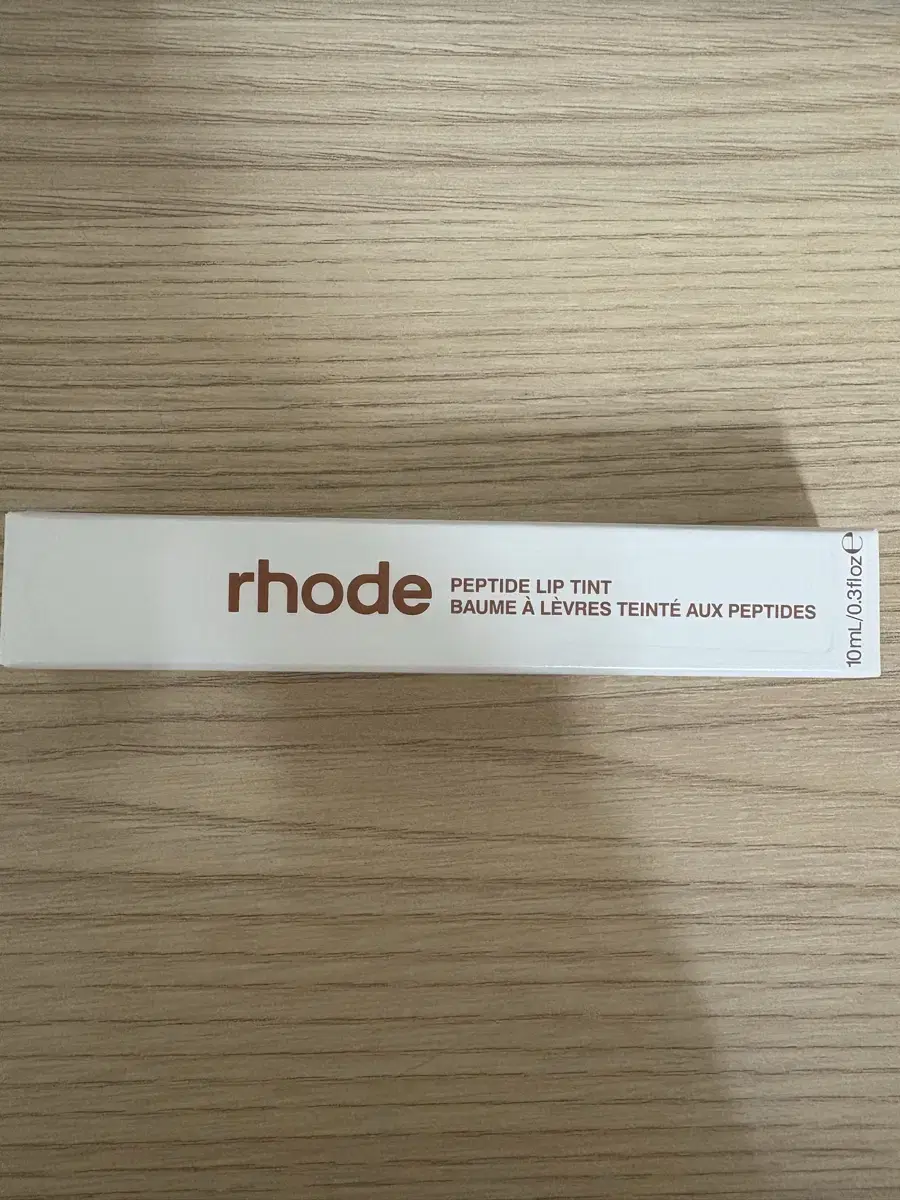 rhode
PEPTIDE LIP TINT
BAUME À LÈVRES TEINTÉ AUX PEPTIDES
10mL/0.3floz℮